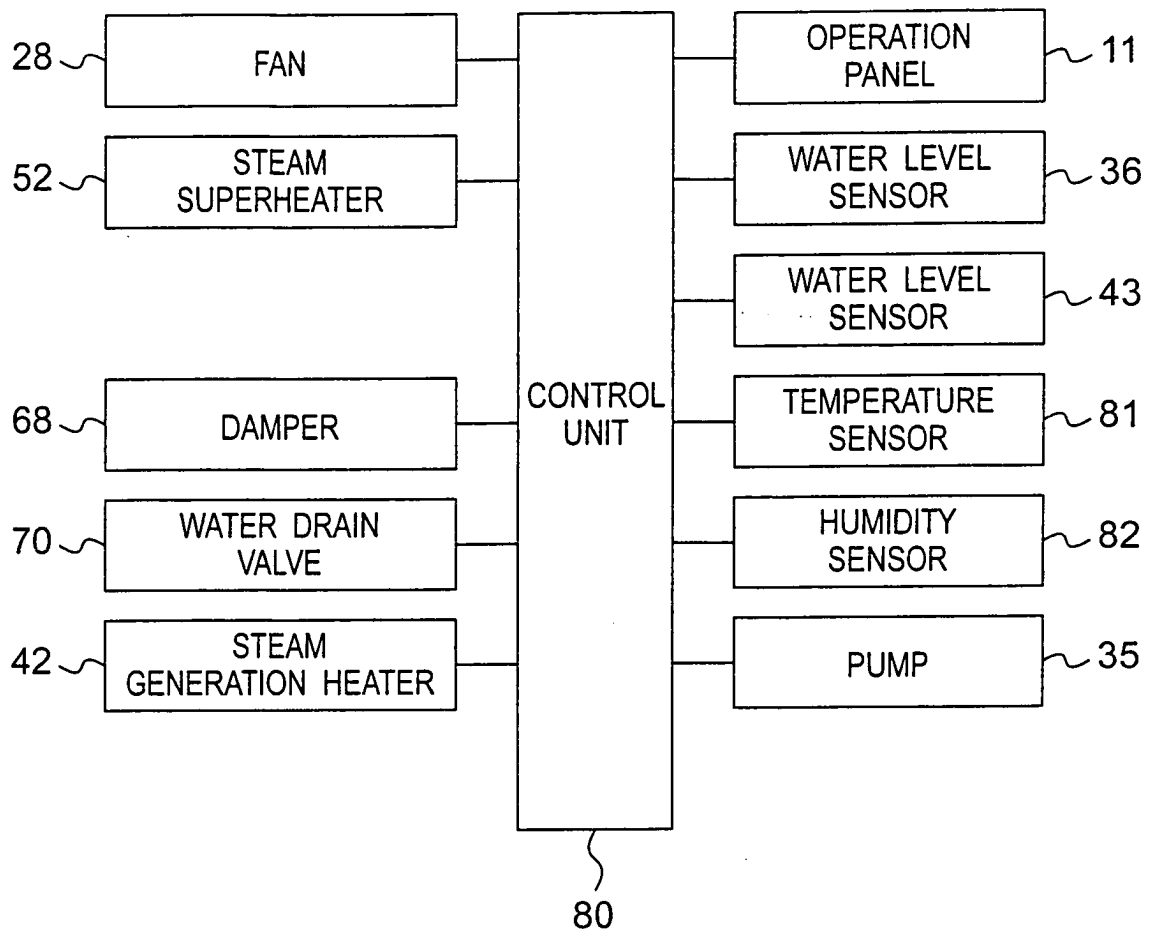 28
FAN
52
STEAM
SUPERHEATER
68
DAMPER
70
WATER DRAIN
VALVE
42
STEAM
GENERATION HEATER
CONTROL
UNIT
80
OPERATION
PANEL
11
WATER LEVEL
SENSOR
36
WATER LEVEL
SENSOR
43
TEMPERATURE
SENSOR
81
HUMIDITY
SENSOR
82
PUMP
35